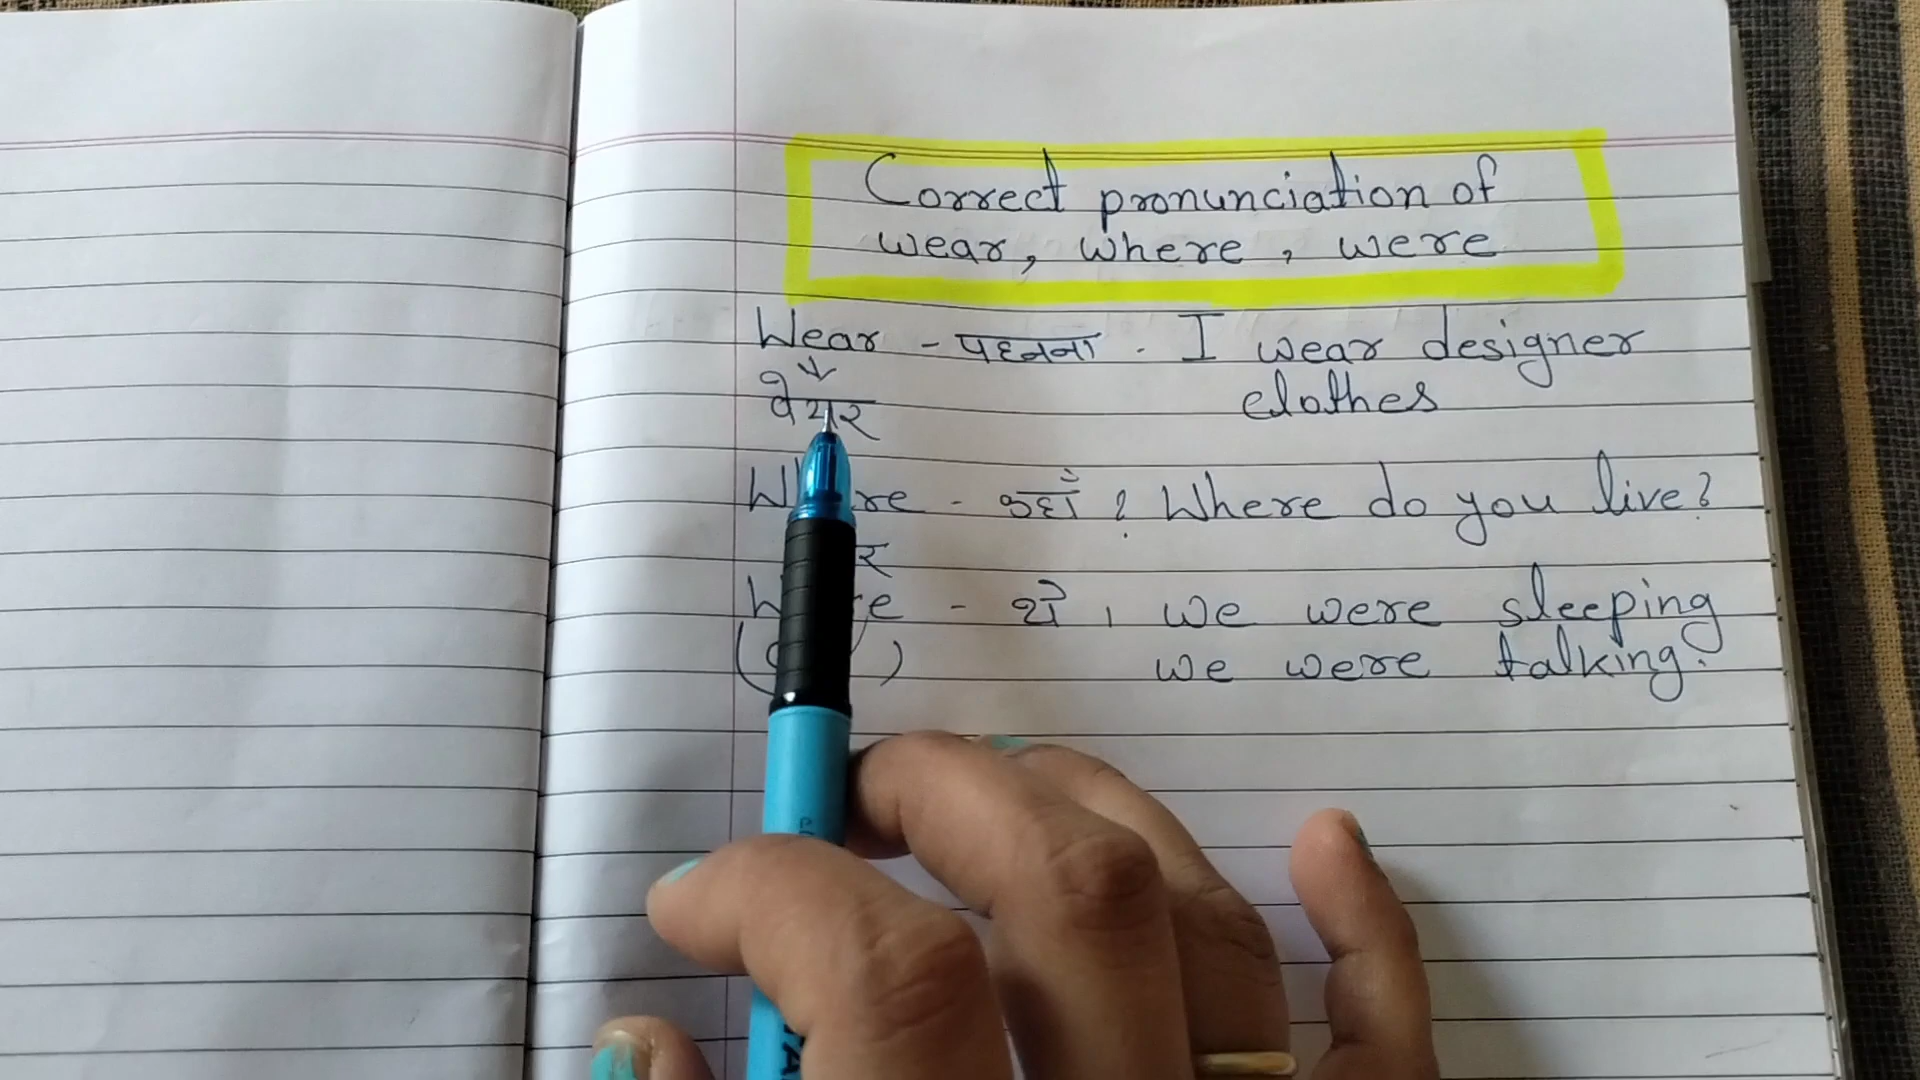 Correct pronunciation of
wear, where, were
Wear - पहनना - I wear designer
clothes
वेयर
- कहाँ ? Where do you live?
- थे , we were sleeping
we were talking.